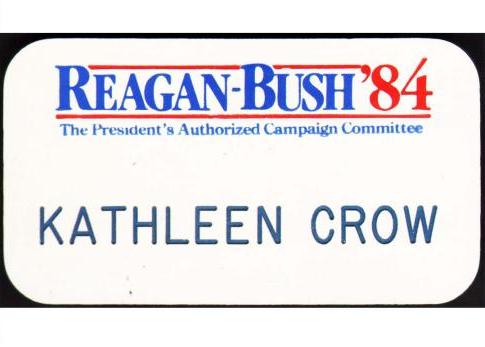 REAGAN-BUSH '84
The President's Authorized Campaign Committee
KATHLEEN CROW